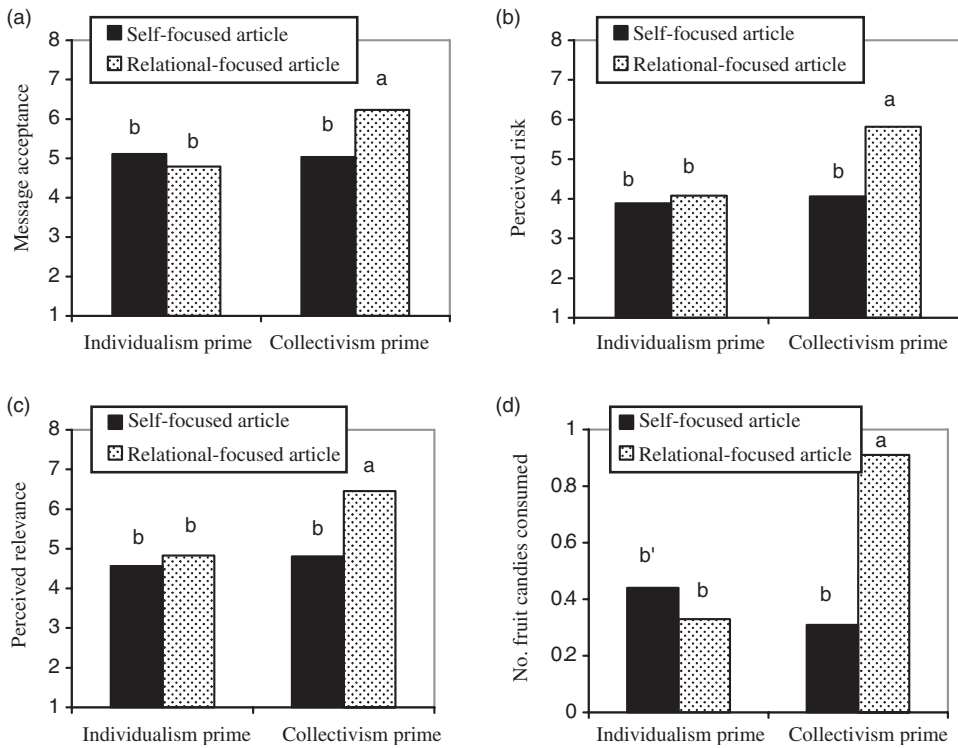 (a)
Self-focused article
Relational-focused article
Message acceptance
8
7
6
5
4
3
2
1
b
b
b
a
Individualism prime
Collectivism prime
(b)
Self-focused article
Relational-focused article
Perceived risk
8
7
6
5
4
3
2
1
b
b
b
a
Individualism prime
Collectivism prime
(c)
Self-focused article
Relational-focused article
Perceived relevance
8
7
6
5
4
3
2
1
b
b
b
a
Individualism prime
Collectivism prime
(d)
Self-focused article
Relational-focused article
No. fruit candies consumed
1
0.8
0.6
0.4
0.2
0
b'
b
b
a
Individualism prime
Collectivism prime